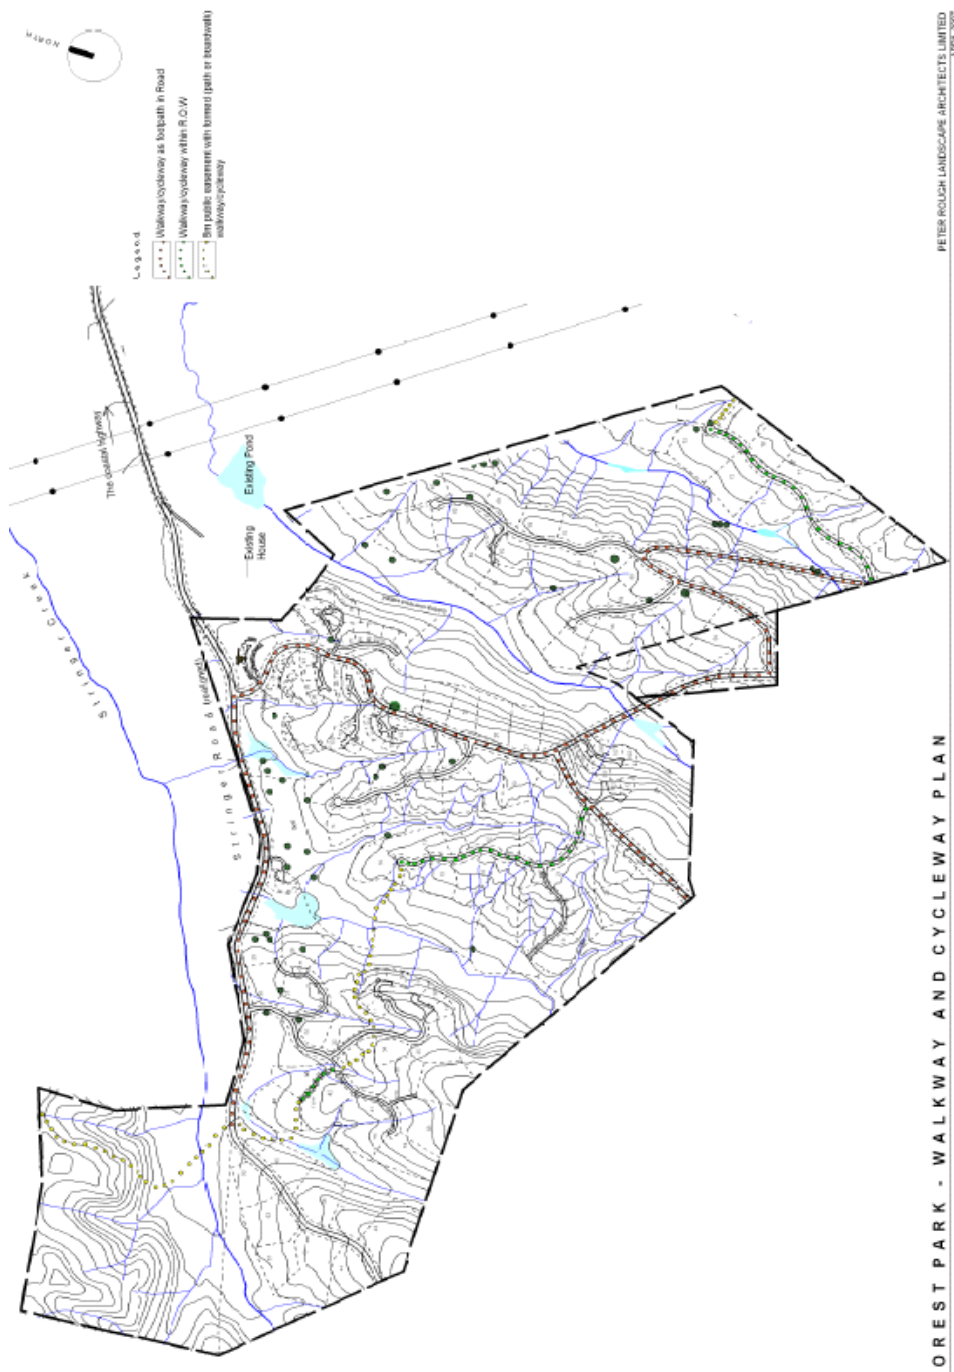 NORTH
Legend
Walkway/cycleway as footpath in Road
Walkway/cycleway within R.O.W
8m public easement with formed (path or boardwalk)
walkway/cycleway
The coastal Highway
Existing Pond
Existing
House
Stringer Creek
Stringer Road
OREST PARK - WALKWAY AND CYCLEWAY PLAN
PETER ROUGH LANDSCAPE ARCHITECTS LIMITED